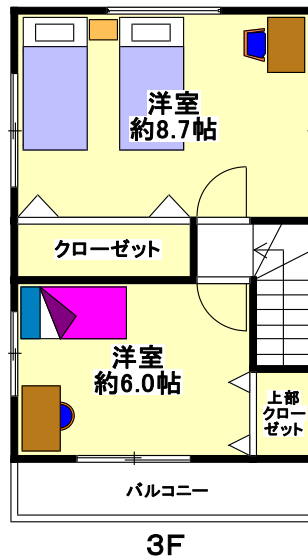 洋室
約8.7帖
クローゼット
洋室
約6.0帖
上部
クロー
ゼット
バルコニー
3F